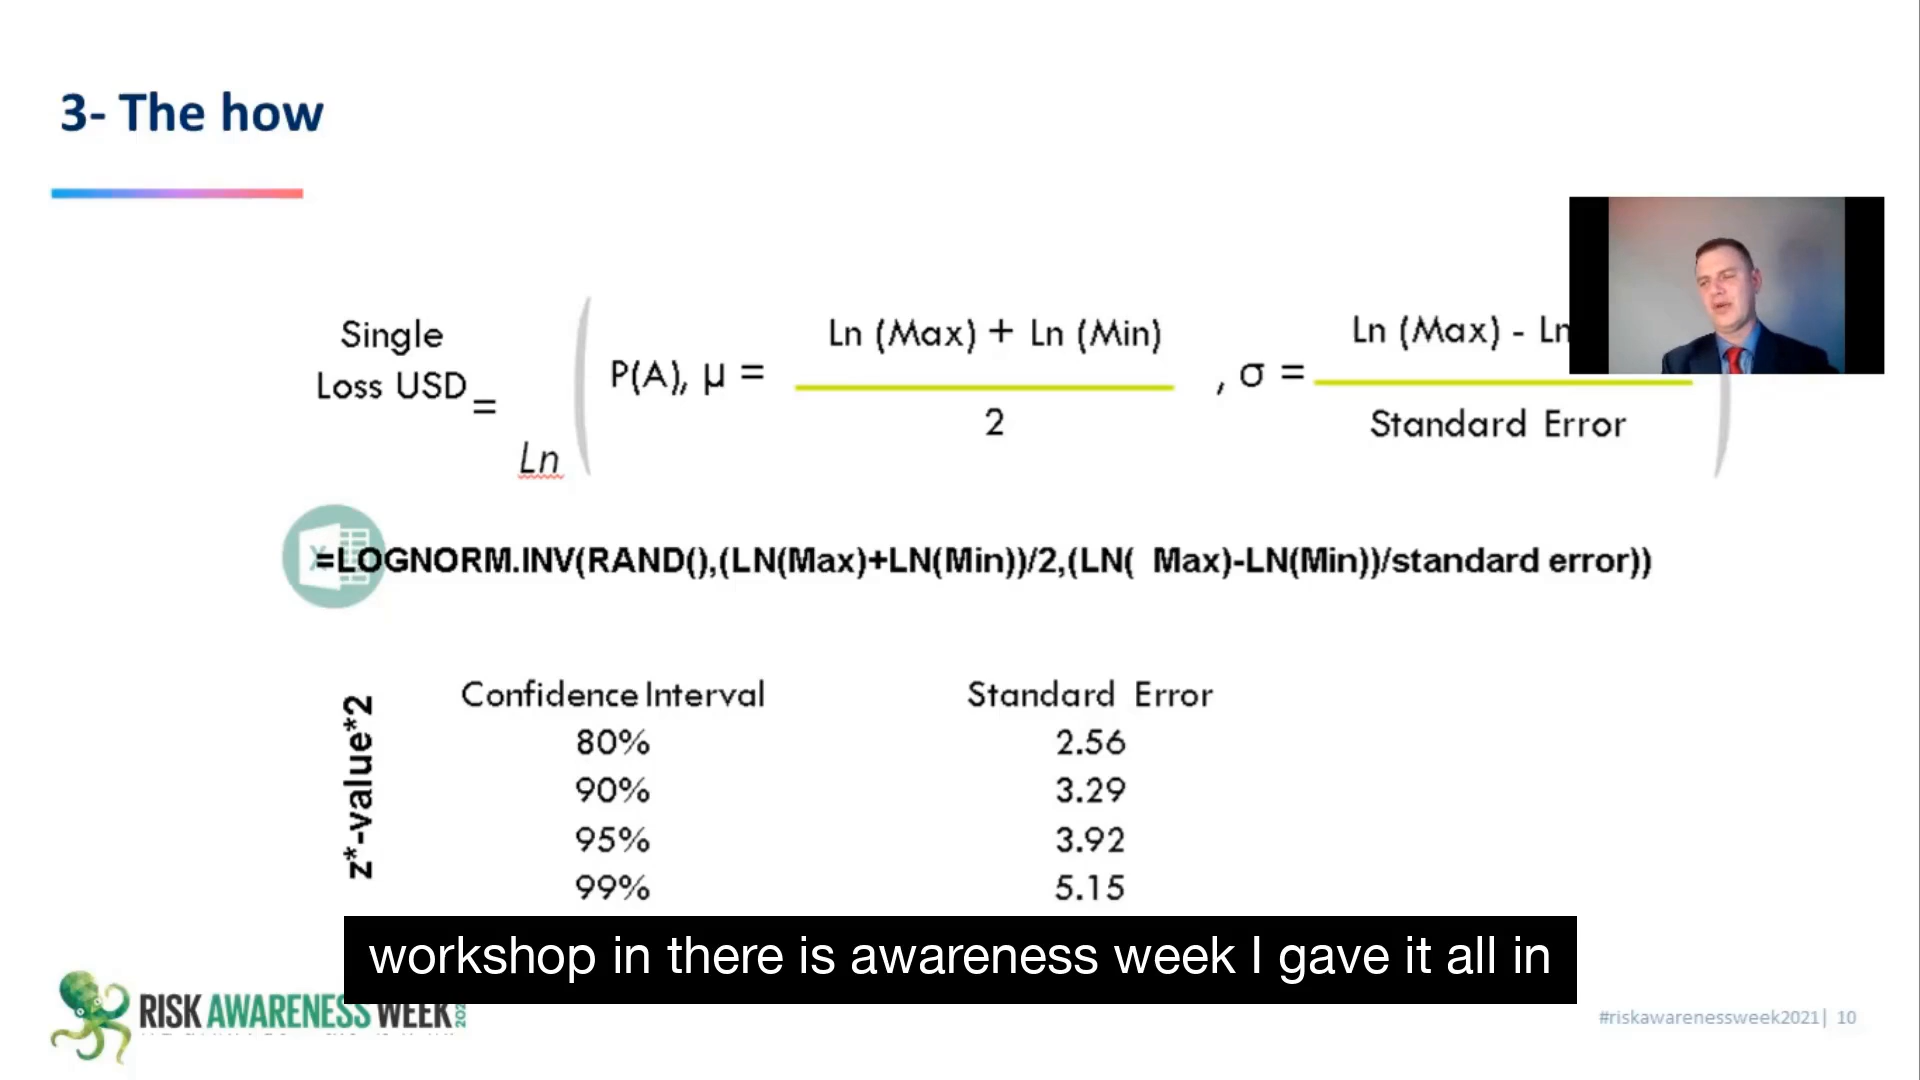 3- The how
Single
Loss USD =
Ln
P(A), μ =
Ln (Max) + Ln (Min)
2
, σ =
Ln (Max) - Ln
Standard Error
=LOGNORM.INV(RAND(),(LN(Max)+LN(Min))/2,(LN( Max)-LN(Min))/standard error))
z*-value*2
Confidence Interval Standard Error
80% 2.56
90% 3.29
95% 3.92
99% 5.15
workshop in there is awareness week I gave it all in
RISK AWARENESS WEEK
#riskawarenessweek2021| 10